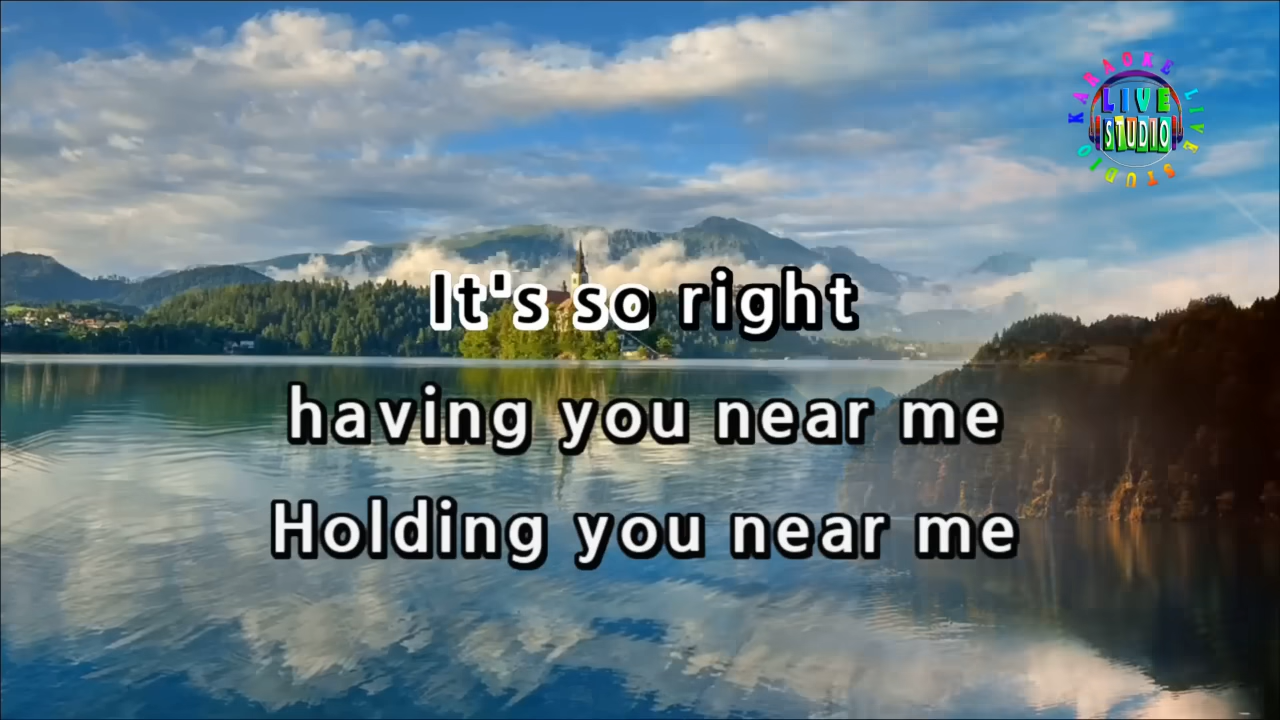 KARAOKE LIVE STUDIO
LIVE
STUDIO
It's so right
having you near me
Holding you near me